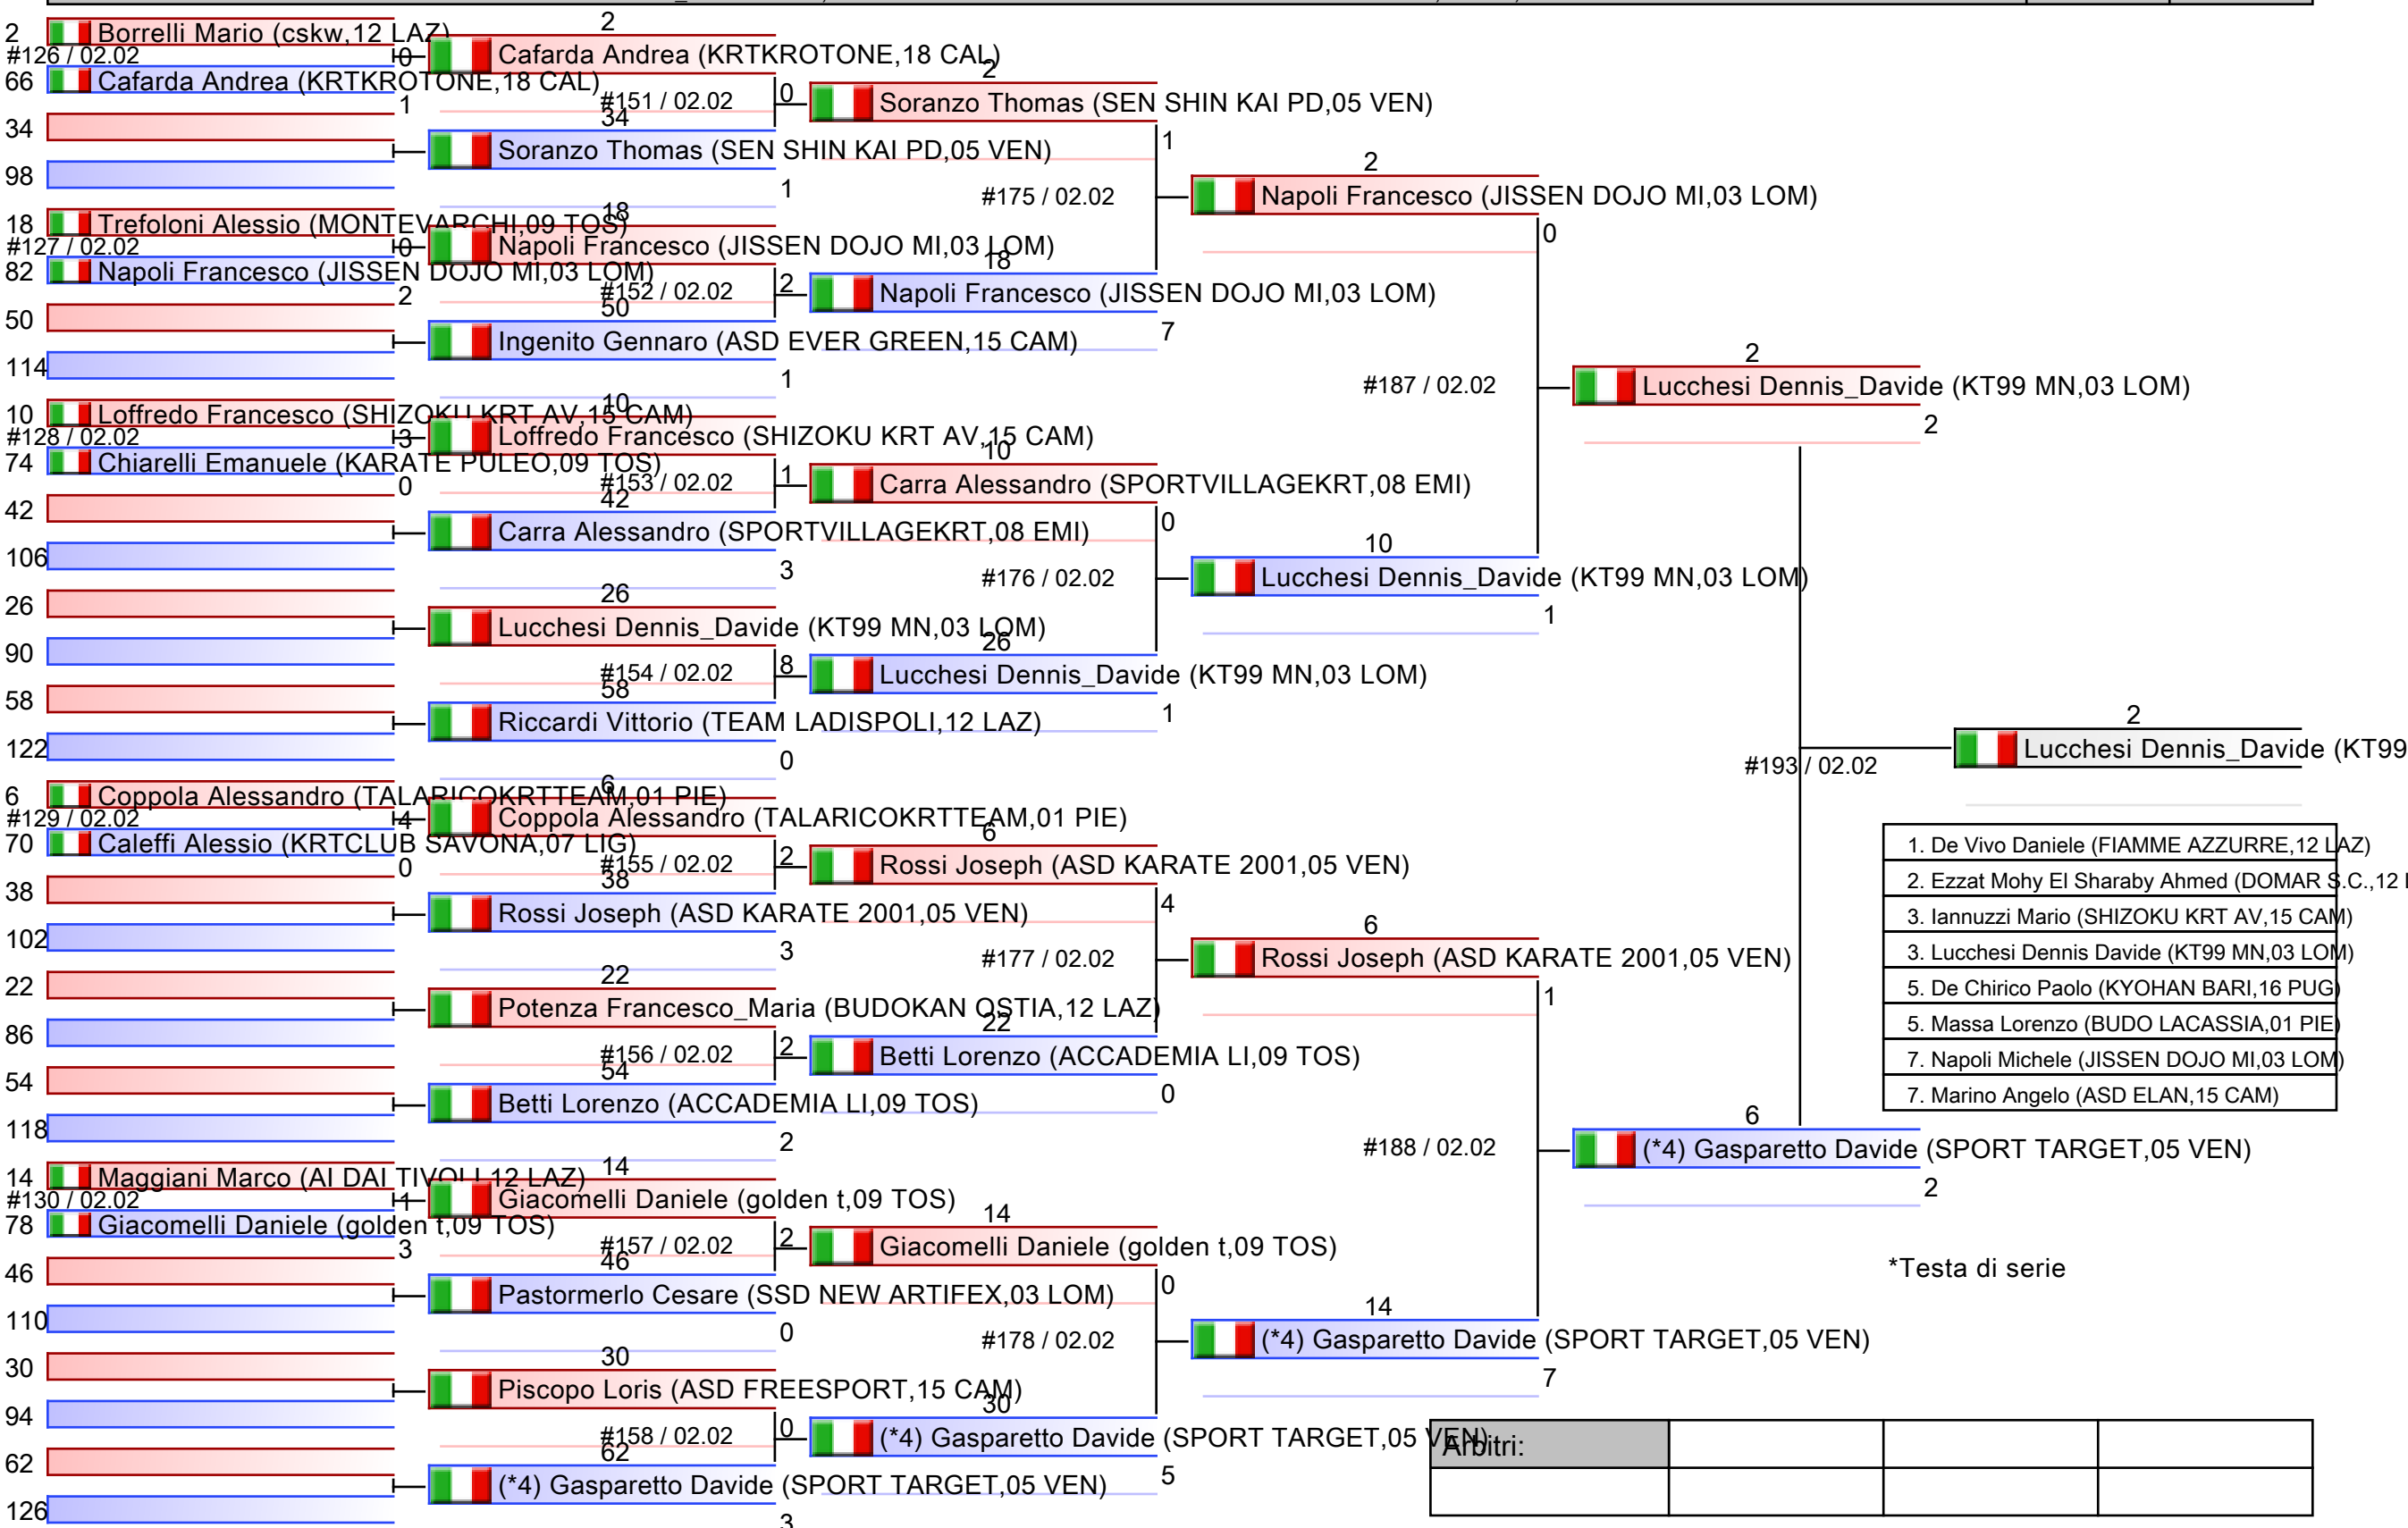 2 Borrelli Mario (cskw,12 LAZ)
#126 / 02.02 0
66 Cafarda Andrea (KRTKROTONE,18 CAL)
1
34
98
18 Trefoloni Alessio (MONTEVARCHI,09 TOS)
#127 / 02.02 0
82 Napoli Francesco (JISSEN DOJO MI,03 LOM)
2
50
114
10 Loffredo Francesco (SHIZOKU KRT AV,15 CAM)
#128 / 02.02 3
74 Chiarelli Emanuele (KARATE PULEO,09 TOS)
0
42
106
26
90
58
122
6 Coppola Alessandro (TALARICOKRTTEAM,01 PIE)
#129 / 02.02 4
70 Caleffi Alessio (KRTCLUB SAVONA,07 LIG)
0
38
102
22
86
54
118
14 Maggiani Marco (AI DAI TIVOLI,12 LAZ)
#130 / 02.02 1
78 Giacomelli Daniele (golden t,09 TOS)
3
46
110
30
94
62
126
2
Cafarda Andrea (KRTKROTONE,18 CAL)
#151 / 02.02 0
34
Soranzo Thomas (SEN SHIN KAI PD,05 VEN)
1
18
Napoli Francesco (JISSEN DOJO MI,03 LOM)
#152 / 02.02 2
50
Ingenito Gennaro (ASD EVER GREEN,15 CAM)
1
10
Loffredo Francesco (SHIZOKU KRT AV,15 CAM)
#153 / 02.02 1
42
Carra Alessandro (SPORTVILLAGEKRT,08 EMI)
3
26
Lucchesi Dennis_Davide (KT99 MN,03 LOM)
#154 / 02.02 8
58
Riccardi Vittorio (TEAM LADISPOLI,12 LAZ)
0
6
Coppola Alessandro (TALARICOKRTTEAM,01 PIE)
#155 / 02.02 2
38
Rossi Joseph (ASD KARATE 2001,05 VEN)
3
22
Potenza Francesco_Maria (BUDOKAN OSTIA,12 LAZ)
#156 / 02.02 2
54
Betti Lorenzo (ACCADEMIA LI,09 TOS)
2
14
Giacomelli Daniele (golden t,09 TOS)
#157 / 02.02 2
46
Pastormerlo Cesare (SSD NEW ARTIFEX,03 LOM)
0
30
Piscopo Loris (ASD FREESPORT,15 CAM)
#158 / 02.02 0
62
(*4) Gasparetto Davide (SPORT TARGET,05 VEN)
3
2
Soranzo Thomas (SEN SHIN KAI PD,05 VEN)
1
#175 / 02.02
18
Napoli Francesco (JISSEN DOJO MI,03 LOM)
7
10
Carra Alessandro (SPORTVILLAGEKRT,08 EMI)
0
#176 / 02.02
26
Lucchesi Dennis_Davide (KT99 MN,03 LOM)
1
6
Rossi Joseph (ASD KARATE 2001,05 VEN)
4
#177 / 02.02
22
Betti Lorenzo (ACCADEMIA LI,09 TOS)
0
14
Giacomelli Daniele (golden t,09 TOS)
0
#178 / 02.02
30
(*4) Gasparetto Davide (SPORT TARGET,05 VEN)
5
2
Napoli Francesco (JISSEN DOJO MI,03 LOM)
0
#187 / 02.02
10
Lucchesi Dennis_Davide (KT99 MN,03 LOM)
1
6
Rossi Joseph (ASD KARATE 2001,05 VEN)
1
#188 / 02.02
14
(*4) Gasparetto Davide (SPORT TARGET,05 VEN)
7
2
Lucchesi Dennis_Davide (KT99 MN,03 LOM)
2
#193 / 02.02
6
(*4) Gasparetto Davide (SPORT TARGET,05 VEN)
2
2
Lucchesi Dennis_Davide (KT99
1. De Vivo Daniele (FIAMME AZZURRE,12 LAZ)
2. Ezzat Mohy El Sharaby Ahmed (DOMAR S.C.,12
3. Iannuzzi Mario (SHIZOKU KRT AV,15 CAM)
3. Lucchesi Dennis Davide (KT99 MN,03 LOM)
5. De Chirico Paolo (KYOHAN BARI,16 PUG)
5. Massa Lorenzo (BUDO LACASSIA,01 PIE)
7. Napoli Michele (JISSEN DOJO MI,03 LOM)
7. Marino Angelo (ASD ELAN,15 CAM)
*Testa di serie
Arbitri: